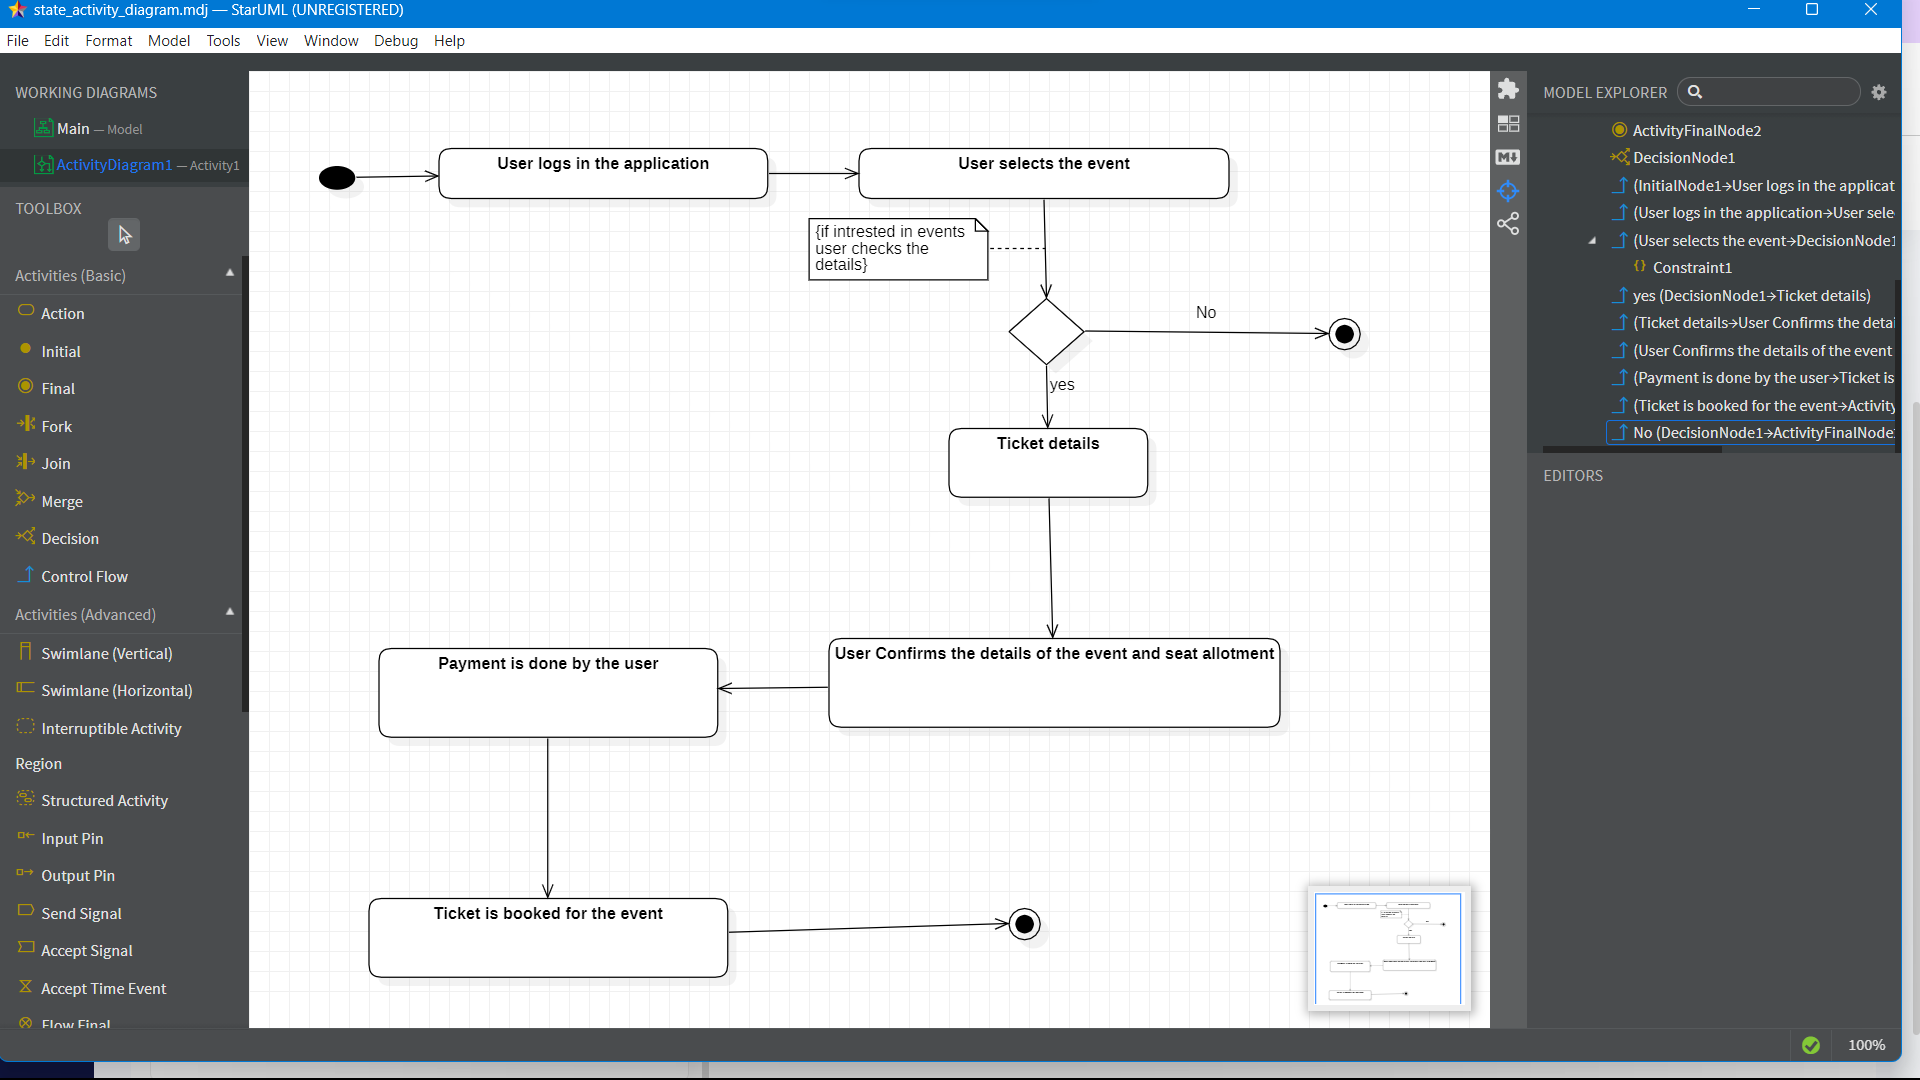 state_activity_diagram.mdj — StarUML (UNREGISTERED)
File Edit Format Model Tools View Window Debug Help
WORKING DIAGRAMS
Main — Model
ActivityDiagram1 — Activity1
TOOLBOX
Activities (Basic)
Action
Initial
Final
Fork
Join
Merge
Decision
Control Flow
Activities (Advanced)
Swimlane (Vertical)
Swimlane (Horizontal)
Interruptible Activity
Region
Structured Activity
Input Pin
Output Pin
Send Signal
Accept Signal
Accept Time Event
Flow Final
User logs in the application
User selects the event
{if intrested in events
user checks the
details}
No
yes
Ticket details
User Confirms the details of the event and seat allotment
Payment is done by the user
Ticket is booked for the event
M
MODEL EXPLORER
ActivityFinalNode2
DecisionNode1
(InitialNode1→User logs in the applicat
(User logs in the application→User sele
(User selects the event→DecisionNode1
{} Constraint1
yes (DecisionNode1→Ticket details)
(Ticket details→User Confirms the detai
(User Confirms the details of the event
(Payment is done by the user→Ticket is
(Ticket is booked for the event→Activity
No (DecisionNode1→ActivityFinalNode
EDITORS
100%